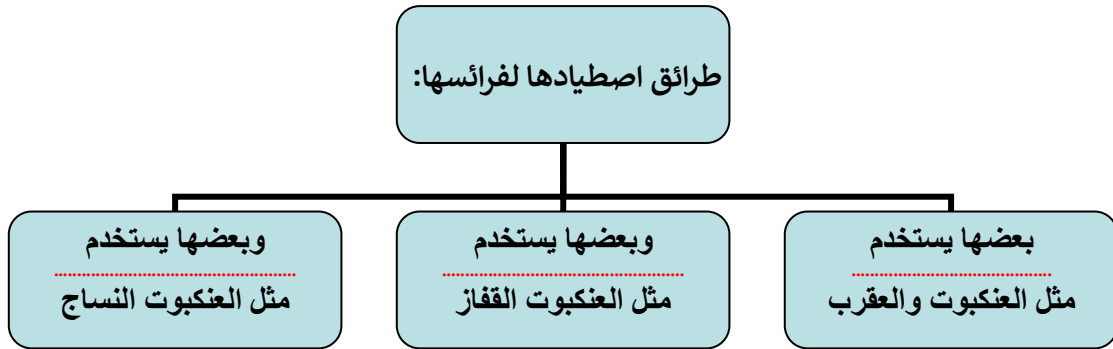 طرائق اصطيادها لفرائسها:
بعضها يستخدم
..............................
مثل العنكبوت والعقرب
وبعضها يستخدم
..............................
مثل العنكبوت القفاز
وبعضها يستخدم
..............................
مثل العنكبوت النساج